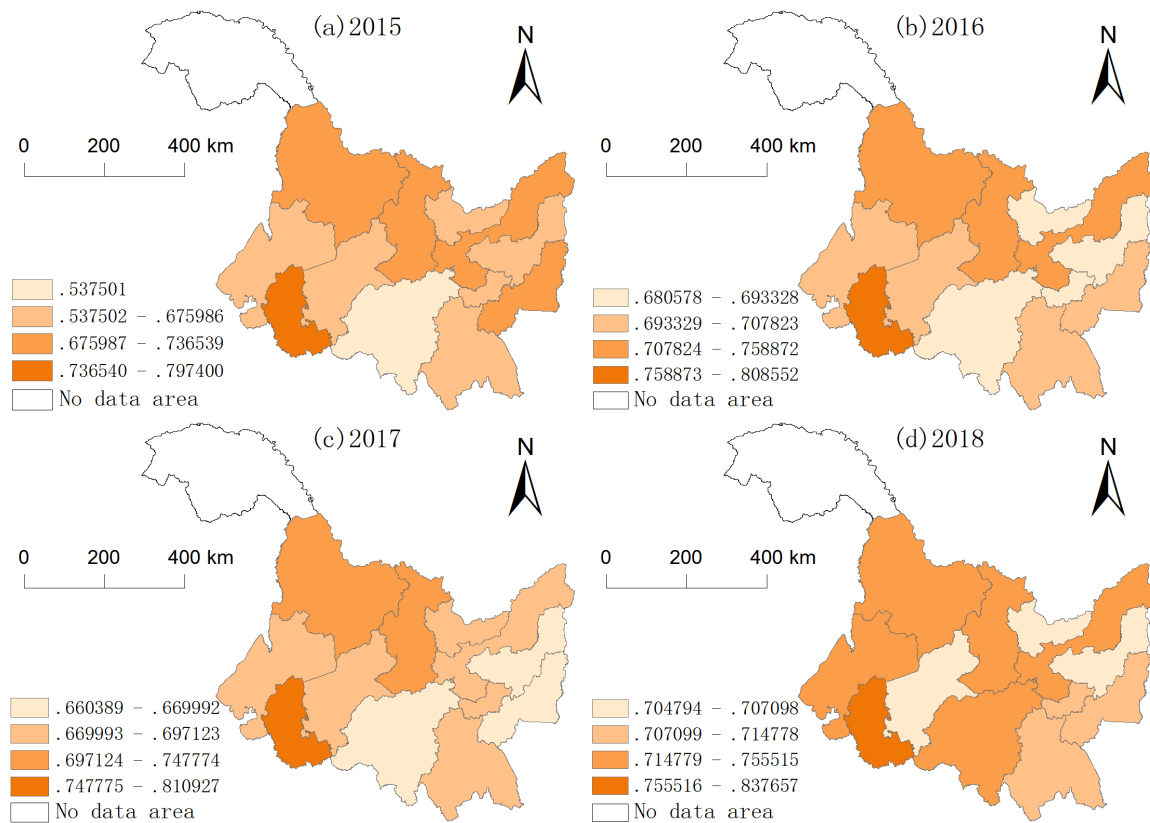 (a)2015
N
0 200 400 km
.537501
.537502 - .675986
.675987 - .736539
.736540 - .797400
No data area
(b)2016
N
0 200 400 km
.680578 - .693328
.693329 - .707823
.707824 - .758872
.758873 - .808552
No data area
(c)2017
N
0 200 400 km
.660389 - .669992
.669993 - .697123
.697124 - .747774
.747775 - .810927
No data area
(d)2018
N
0 200 400 km
.704794 - .707098
.707099 - .714778
.714779 - .755515
.755516 - .837657
No data area